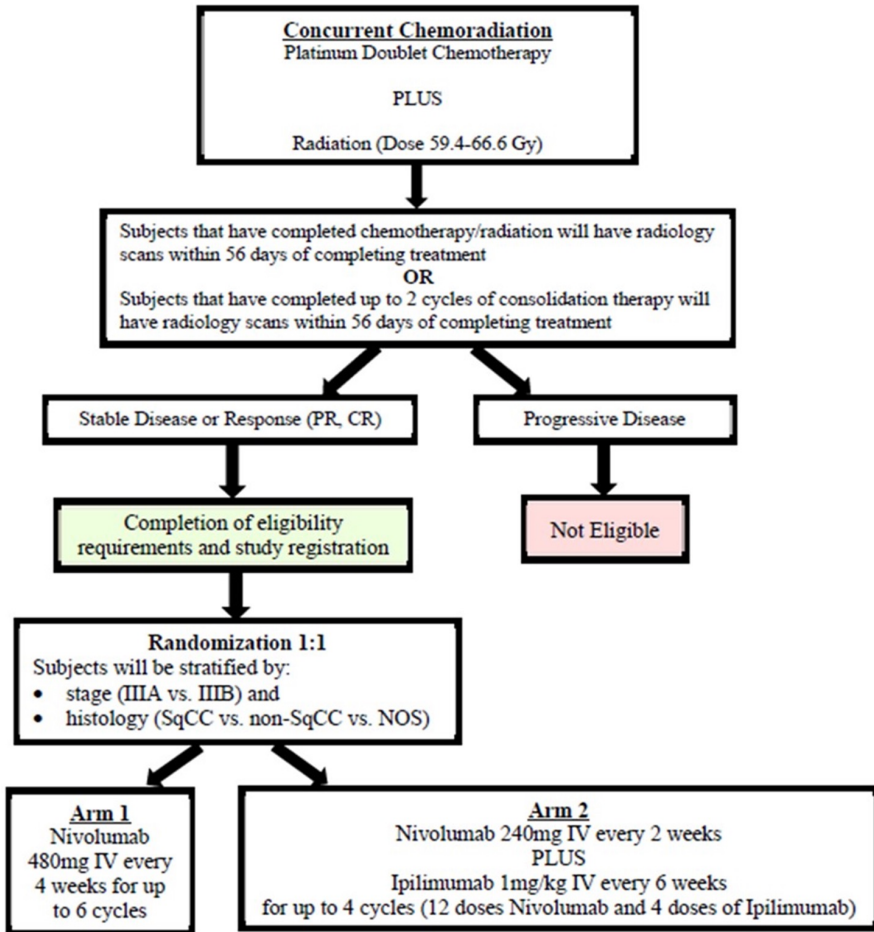 Concurrent Chemoradiation
Platinum Doublet Chemotherapy
PLUS
Radiation (Dose 59.4-66.6 Gy)
Subjects that have completed chemotherapy/radiation will have radiology
scans within 56 days of completing treatment
OR
Subjects that have completed up to 2 cycles of consolidation therapy will
have radiology scans within 56 days of completing treatment
Stable Disease or Response (PR, CR)
Progressive Disease
Completion of eligibility
requirements and study registration
Not Eligible
Randomization 1:1
Subjects will be stratified by:
• stage (IIIA vs. IIIB) and
• histology (SqCC vs. non-SqCC vs. NOS)
Arm 1
Nivolumab
480mg IV every
4 weeks for up
to 6 cycles
Arm 2
Nivolumab 240mg IV every 2 weeks
PLUS
Ipilimumab 1mg/kg IV every 6 weeks
for up to 4 cycles (12 doses Nivolumab and 4 doses of Ipilimumab)